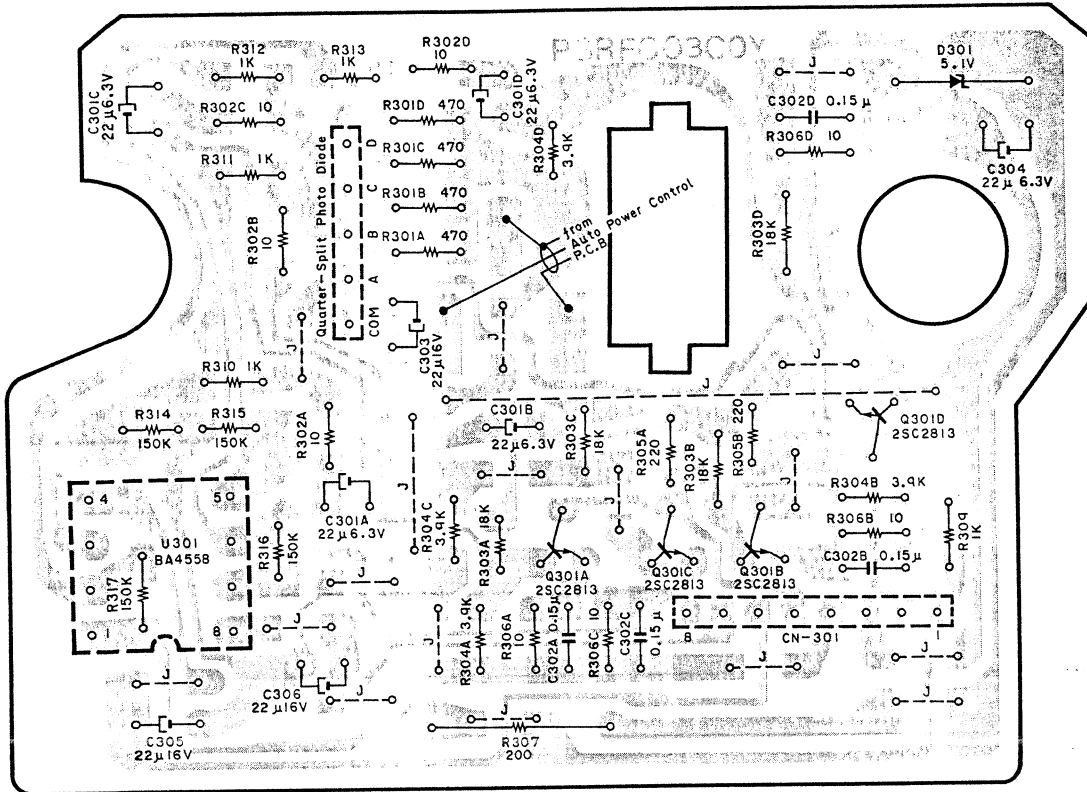 PSRFC03C0Y
R312
1K
R313
1K
R302D
10
C301C
22μ6.3V
R302C 10
R301D 470
C301D
22μ6.3V
R304D
3.9K
J
D301
5.1V
C302D 0.15μ
R306D 10
C304
22μ 6.3V
R311 1K
R301C 470
R301B 470
R301A 470
R302B
10
Quarter-Split Photo Diode
D
C
B
A
COM
from
Auto Power Control
P.C.B
R303D
18K
J
C303
22μ16V
J
J
J
R310 1K
R314
150K
R315
150K
R302A
10
J
C301B
22μ6.3V
R303C
18K
R305A
220
R303B
18K
R305B 220
J
Q301D
2SC2813
J
J
R304B 3.9K
R306B 10
C302B 0.15μ
R309
1K
4
5
U301
BA4558
R317
150K
1
8
R316
150K
C301A
22μ6.3V
R304C
3.9K
R303A 18K
Q301A
2SC2813
Q301C
2SC2813
Q301B
2SC2813
J
J
J
R304A 3.9K
R306A
10
C302A 0.15μ
R306C 10
C302C
0.15μ
8
CN-301
J
J
J
J
C306
22μ16V
J
J
C305
22μ16V
J
R307
200